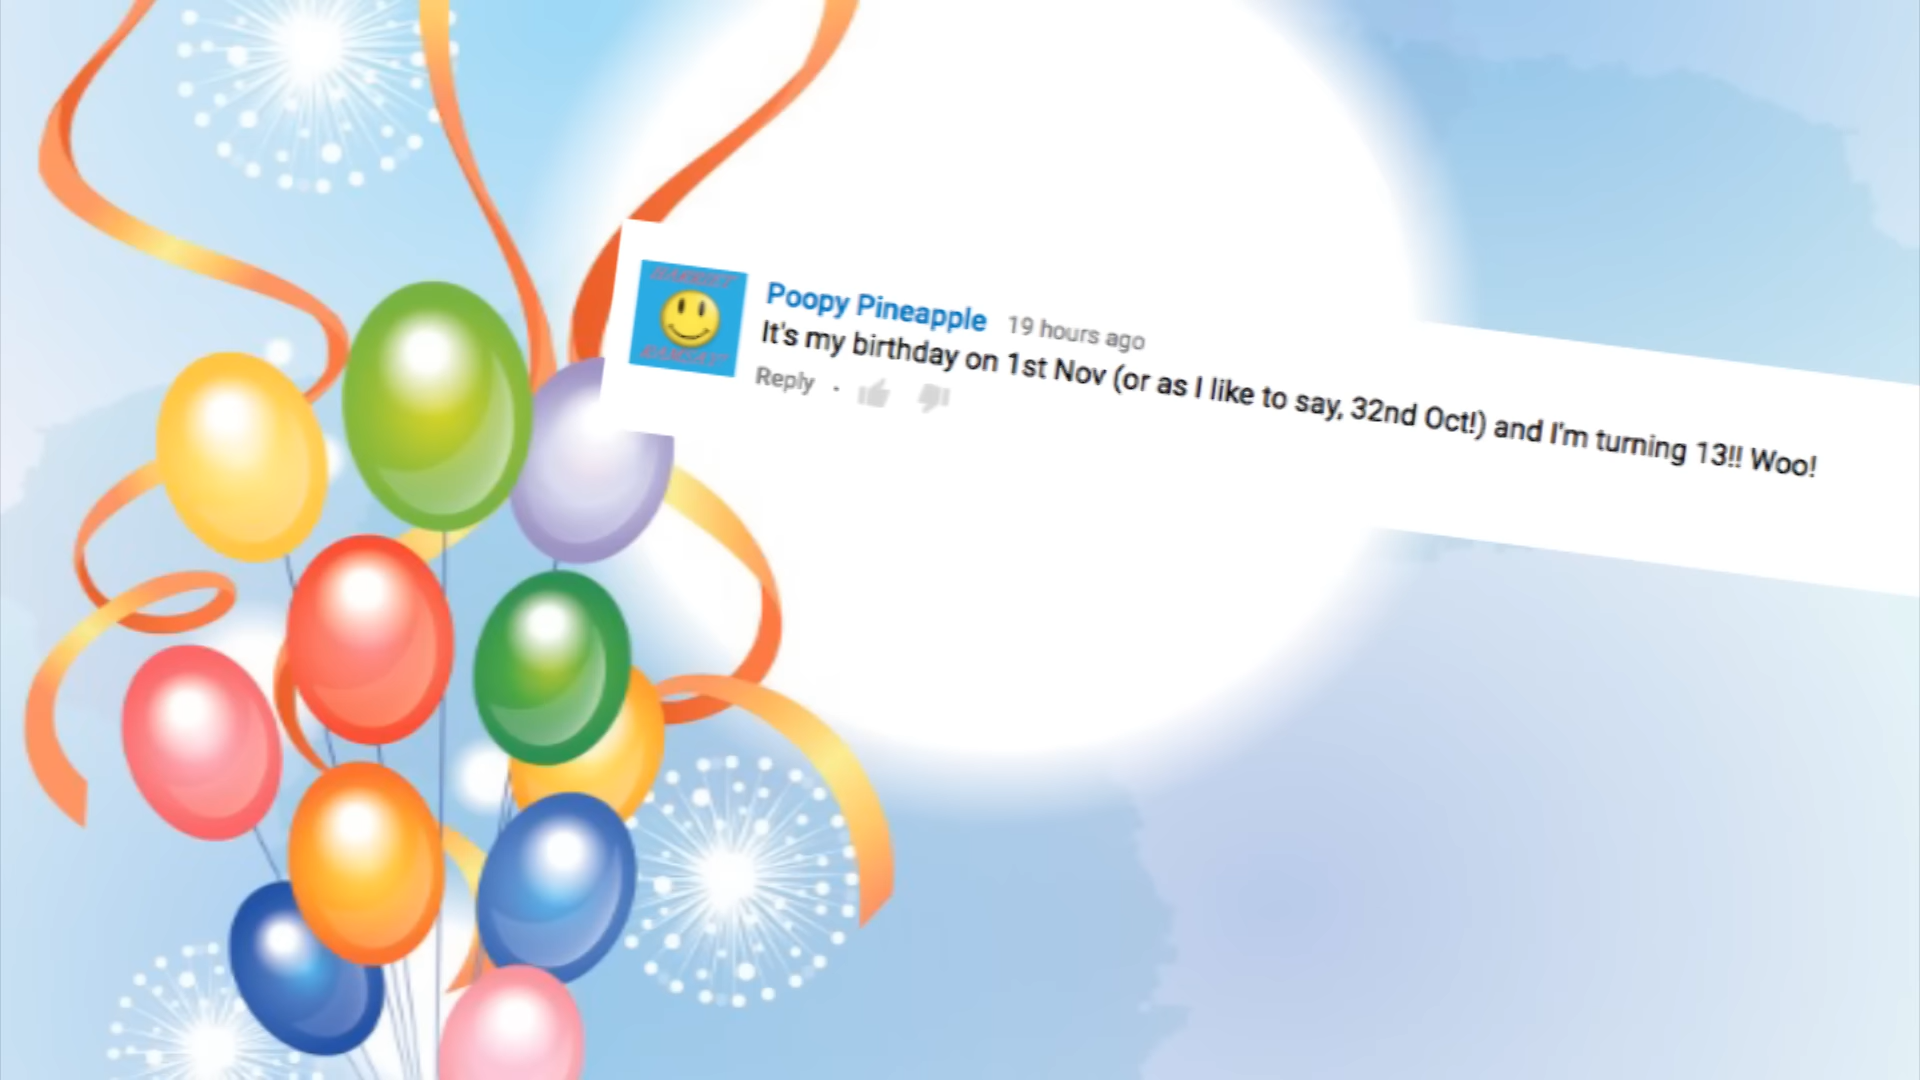 Poopy Pineapple 19 hours ago
It's my birthday on 1st Nov (or as I like to say, 32nd Oct!) and I'm turning 13!! Woo!
Reply ·